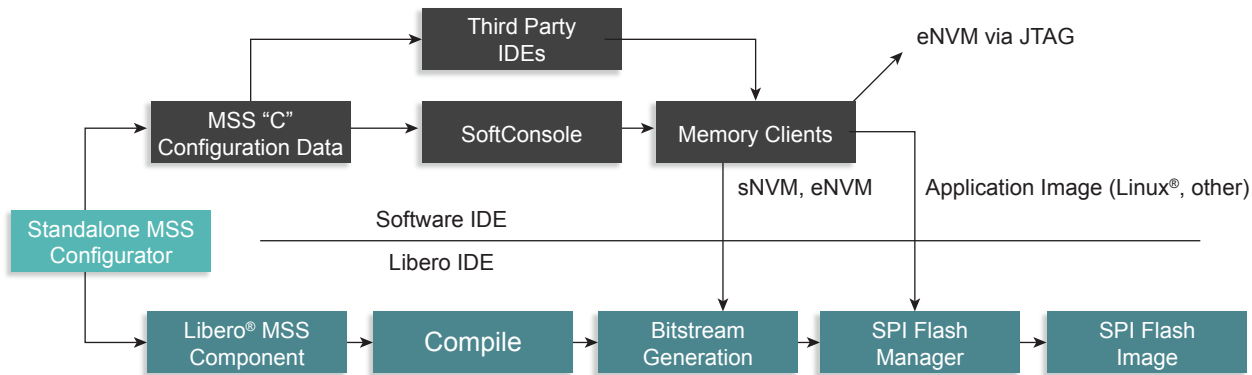 Third Party
IDEs
eNVM via JTAG
MSS “C”
Configuration Data
SoftConsole
Memory Clients
sNVM, eNVM
Application Image (Linux®, other)
Standalone MSS
Configurator
Software IDE
Libero IDE
Libero® MSS
Component
Compile
Bitstream
Generation
SPI Flash
Manager
SPI Flash
Image